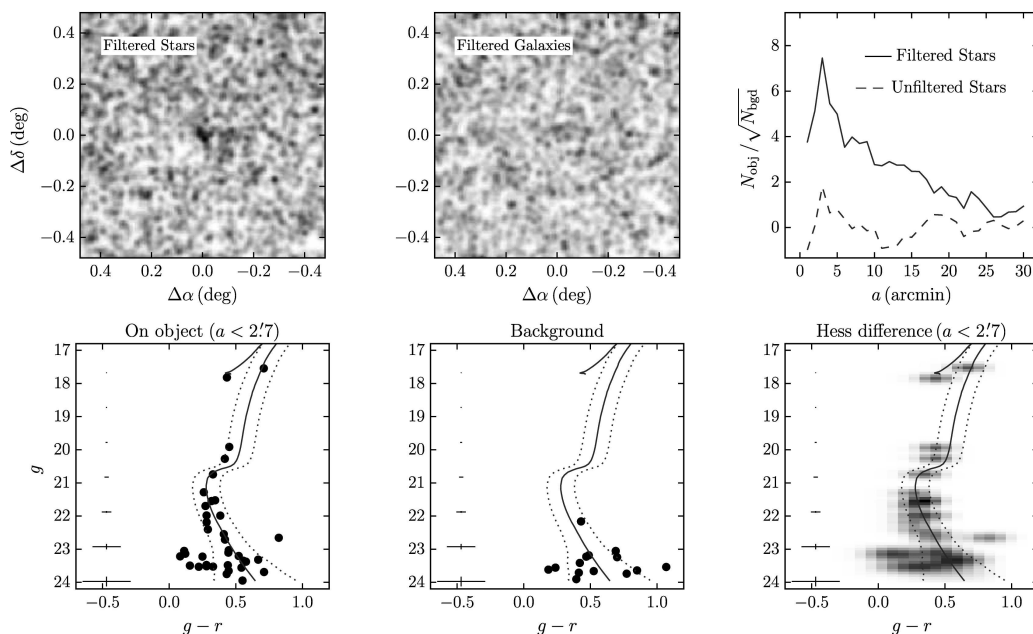 Filtered Stars
0.4
0.2
0.0
−0.2
−0.4
Δδ (deg)
0.4 0.2 0.0 −0.2 −0.4
Δα (deg)
Filtered Galaxies
0.4
0.2
0.0
−0.2
−0.4
0.4 0.2 0.0 −0.2 −0.4
Δα (deg)
Filtered Stars
Unfiltered Stars
8
6
4
2
0
N_obj / √N_bgd
0 5 10 15 20 25 30
a (arcmin)
On object (a < 2.′7)
17
18
19
20
21
22
23
24
g
−0.5 0.0 0.5 1.0
g − r
Background
17
18
19
20
21
22
23
24
−0.5 0.0 0.5 1.0
g − r
Hess difference (a < 2.′7)
17
18
19
20
21
22
23
24
−0.5 0.0 0.5 1.0
g − r